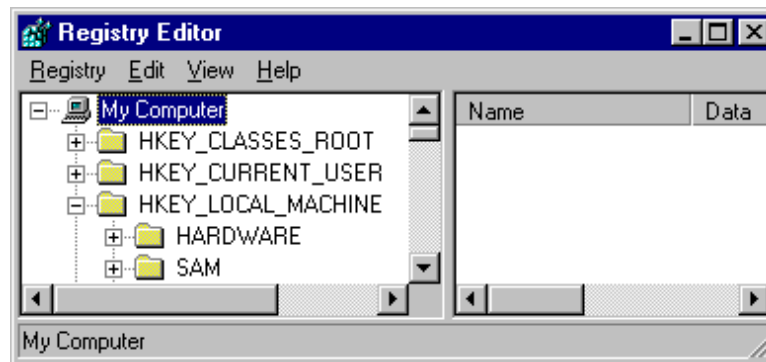 Registry Editor
Registry Edit View Help
My Computer
HKEY_CLASSES_ROOT
HKEY_CURRENT_USER
HKEY_LOCAL_MACHINE
HARDWARE
SAM
Name Data
My Computer